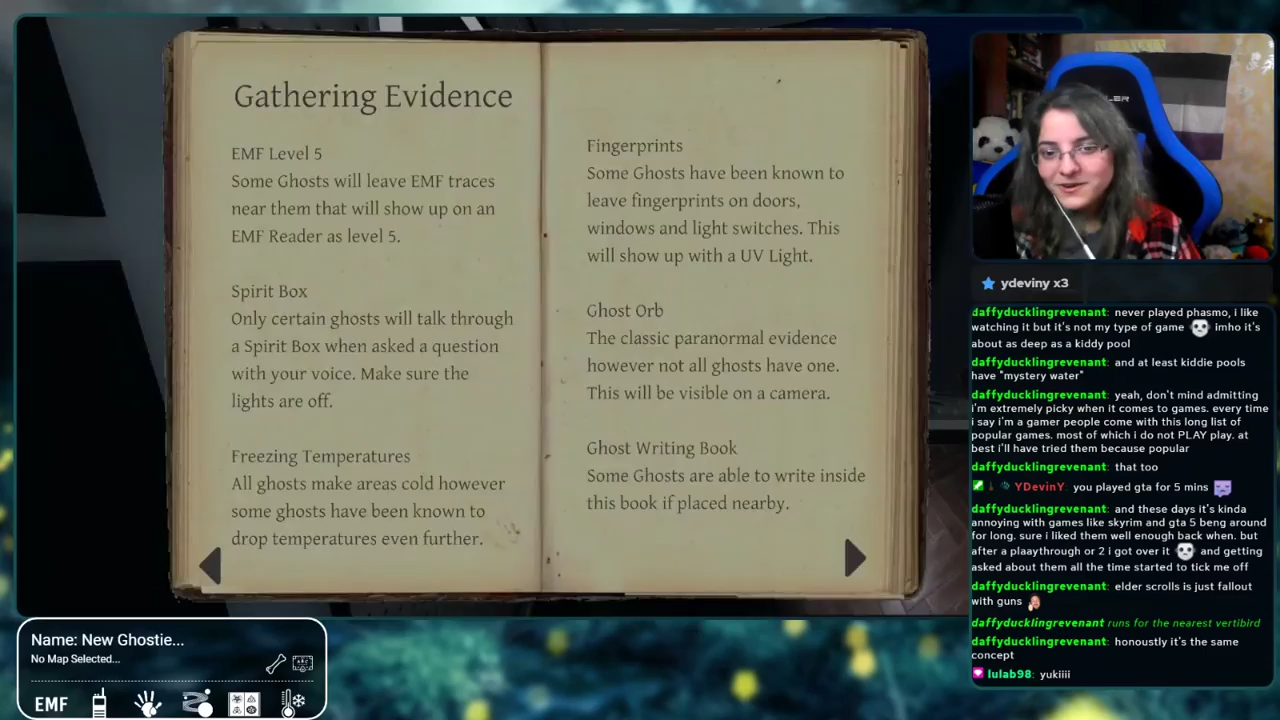 Gathering Evidence
EMF Level 5
Some Ghosts will leave EMF traces
near them that will show up on an
EMF Reader as level 5.
Spirit Box
Only certain ghosts will talk through
a Spirit Box when asked a question
with your voice. Make sure the
lights are off.
Freezing Temperatures
All ghosts make areas cold however
some ghosts have been known to
drop temperatures even further.
Fingerprints
Some Ghosts have been known to
leave fingerprints on doors,
windows and light switches. This
will show up with a UV Light.
Ghost Orb
The classic paranormal evidence
however not all ghosts have one.
This will be visible on a camera.
Ghost Writing Book
Some Ghosts are able to write inside
this book if placed nearby.
ydeviny x3
daffyducklingrevenant: never played phasmo, i like
watching it but it's not my type of game imho it's
about as deep as a kiddy pool
daffyducklingrevenant: and at least kiddie pools
have "mystery water"
daffyducklingrevenant: yeah, don't mind admitting
i'm extremely picky when it comes to games. every time
i say i'm a gamer people come with this long list of
popular games. most of which i do not PLAY play. at
best i'll have tried them because popular
daffyducklingrevenant: that too
YDevinY: you played gta for 5 mins
daffyducklingrevenant: and these days it's kinda
annoying with games like skyrim and gta 5 beng around
for long. sure i liked them well enough back when. but
after a plaaythrough or 2 i got over it and getting
asked about them all the time started to tick me off
daffyducklingrevenant: elder scrolls is just fallout
with guns
daffyducklingrevenant runs for the nearest vertibird
daffyducklingrevenant: honoustly it's the same
concept
lulab98: yukiiii
Name: New Ghostie...
No Map Selected...
EMF